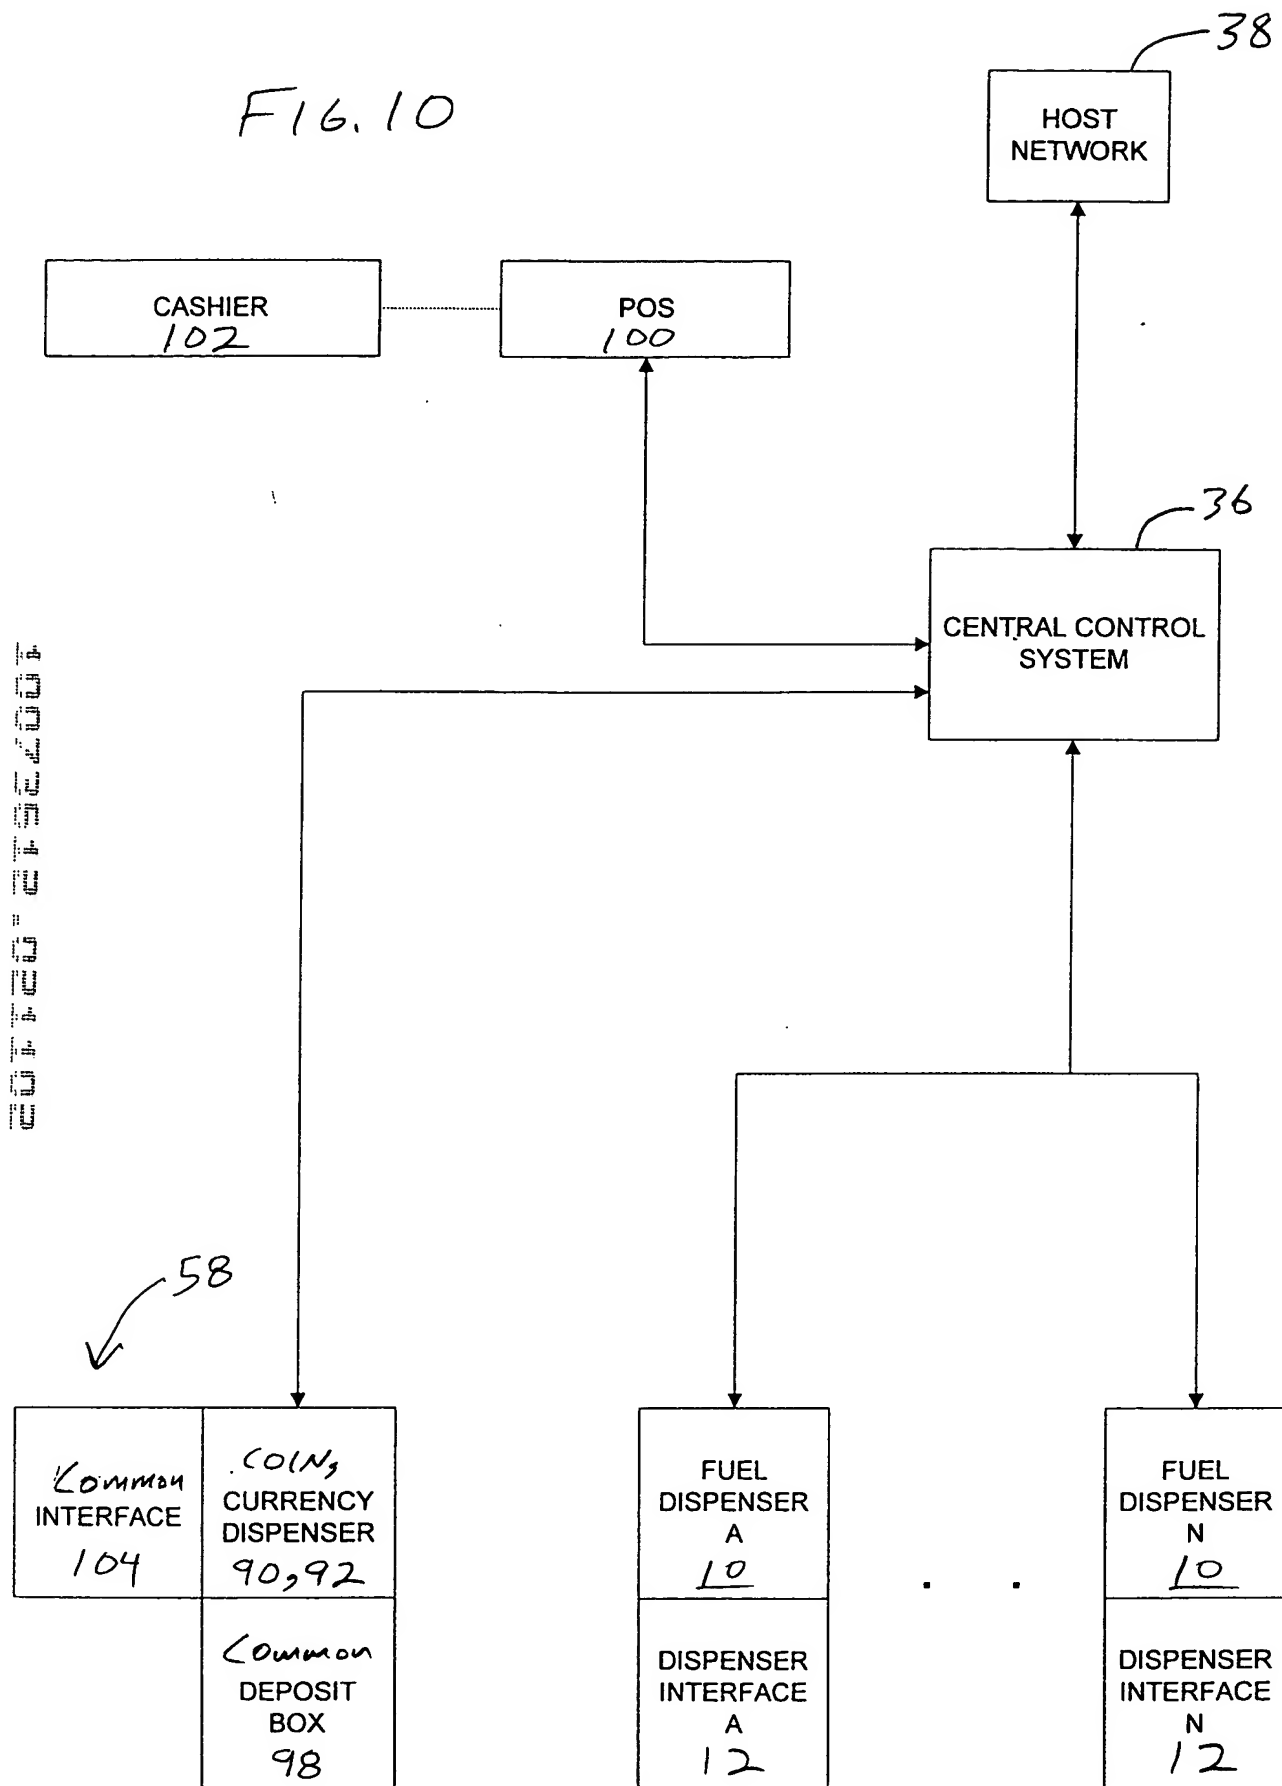 FIG. 10
38
HOST
NETWORK
CASHIER
102
POS
100
36
CENTRAL CONTROL
SYSTEM
58
Common
INTERFACE
104
COIN,
CURRENCY
DISPENSER
90,92
Common
DEPOSIT
BOX
98
FUEL
DISPENSER
A
10
DISPENSER
INTERFACE
A
12
. .
FUEL
DISPENSER
N
10
DISPENSER
INTERFACE
N
12